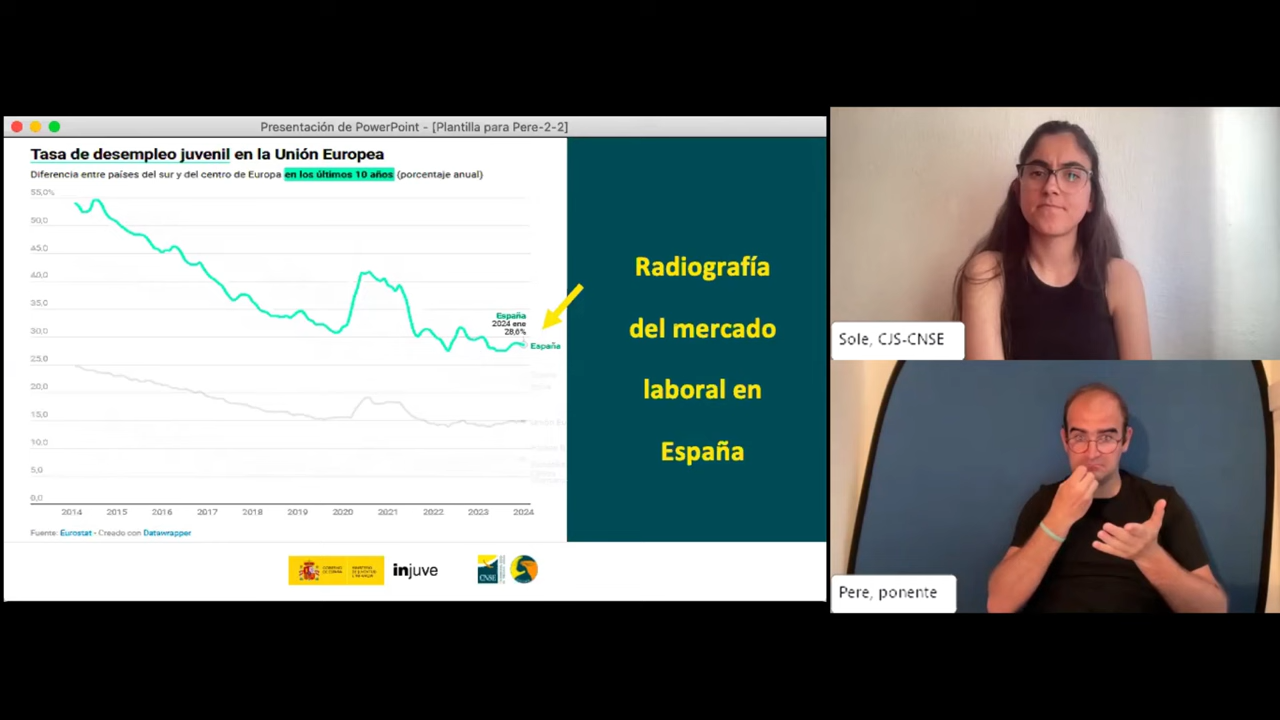 Presentación de PowerPoint - [Plantilla para Pere-2-2]
Tasa de desempleo juvenil en la Unión Europea
Diferencia entre países del sur y del centro de Europa en los últimos 10 años (porcentaje anual)
55,0%
50,0
45,0
40,0
35,0
30,0
25,0
20,0
15,0
10,0
5,0
0,0
España
2024 ene
28,6%
España
2014 2015 2016 2017 2018 2019 2020 2021 2022 2023 2024
Fuente: Eurostat • Creado con Datawrapper
Radiografía
del mercado
laboral en
España
GOBIERNO DE ESPAÑA
injuve
CNSE
Sole, CJS-CNSE
Pere, ponente